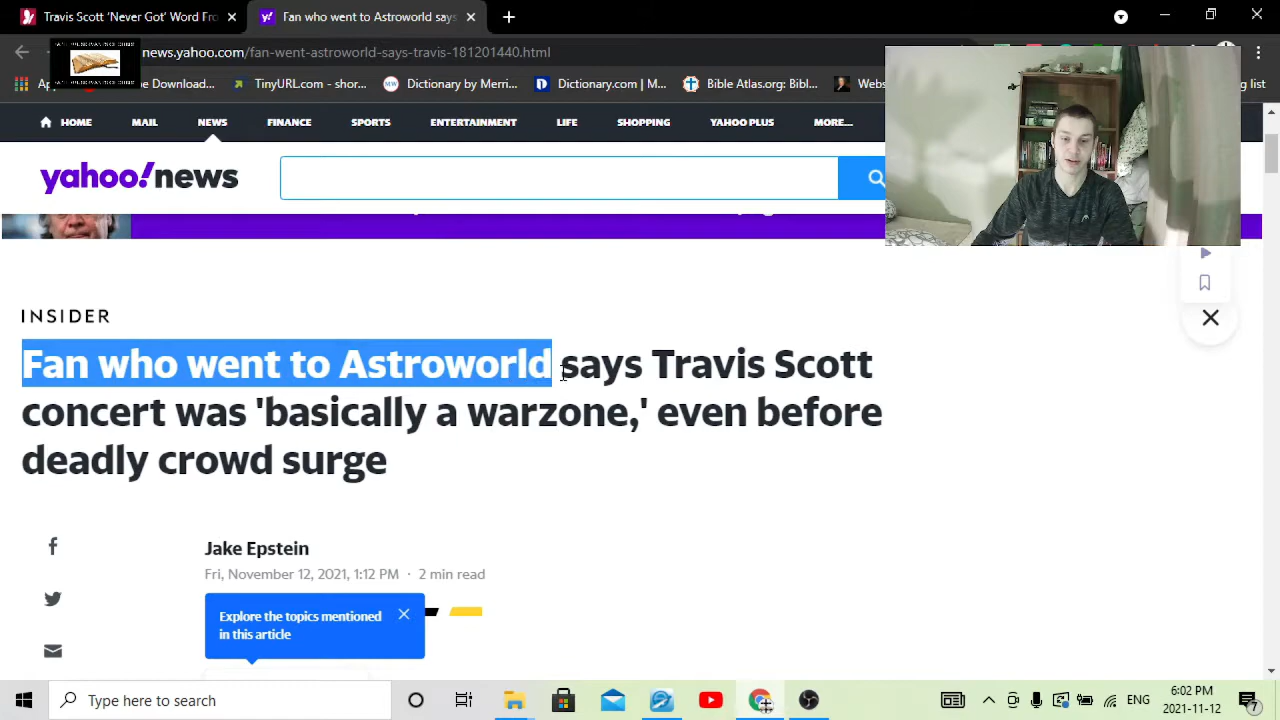 Travis Scott 'Never Got' Word Fro
Fan who went to Astroworld says
news.yahoo.com/fan-went-astroworld-says-travis-181201440.html
Download...
TinyURL.com - shor...
Dictionary by Merri...
Dictionary.com | M...
Bible Atlas.org: Bibl...
Webs
ng list
HOME
MAIL
NEWS
FINANCE
SPORTS
ENTERTAINMENT
LIFE
SHOPPING
YAHOO PLUS
MORE...
yahoo!news
INSIDER
Fan who went to Astroworld says Travis Scott
concert was 'basically a warzone,' even before
deadly crowd surge
Jake Epstein
Fri, November 12, 2021, 1:12 PM · 2 min read
Explore the topics mentioned
in this article
Type here to search
ENG
6:02 PM
2021-11-12
7